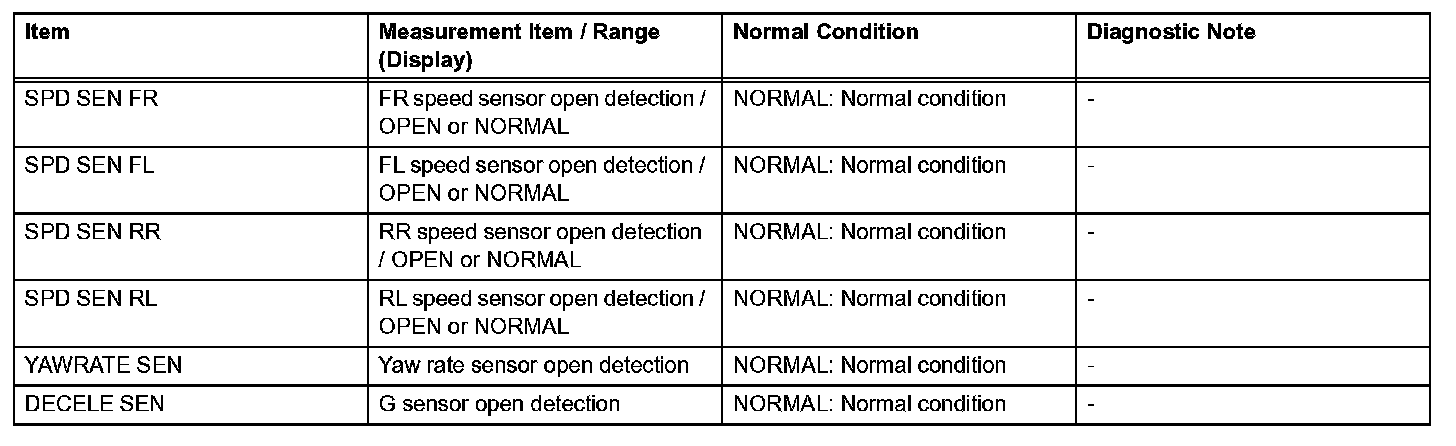 Item
Measurement Item / Range
(Display)
Normal Condition
Diagnostic Note
SPD SEN FR
FR speed sensor open detection /
OPEN or NORMAL
NORMAL: Normal condition
-
SPD SEN FL
FL speed sensor open detection /
OPEN or NORMAL
NORMAL: Normal condition
-
SPD SEN RR
RR speed sensor open detection
/ OPEN or NORMAL
NORMAL: Normal condition
-
SPD SEN RL
RL speed sensor open detection /
OPEN or NORMAL
NORMAL: Normal condition
-
YAWRATE SEN
Yaw rate sensor open detection
NORMAL: Normal condition
-
DECELE SEN
G sensor open detection
NORMAL: Normal condition
-